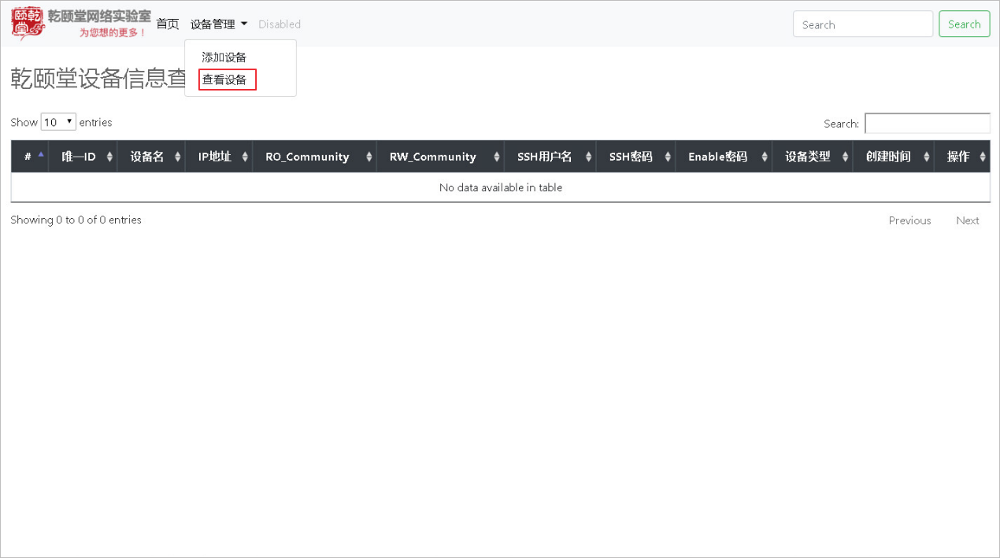 颐乾堂 乾颐堂网络实验室 首页 设备管理 Disabled Search Search
为您想的更多！
添加设备
乾颐堂设备信息查
查看设备
Show 10 entries Search:
# 唯一ID 设备名 IP地址 RO_Community RW_Community SSH用户名 SSH密码 Enable密码 设备类型 创建时间 操作
No data available in table
Showing 0 to 0 of 0 entries Previous Next